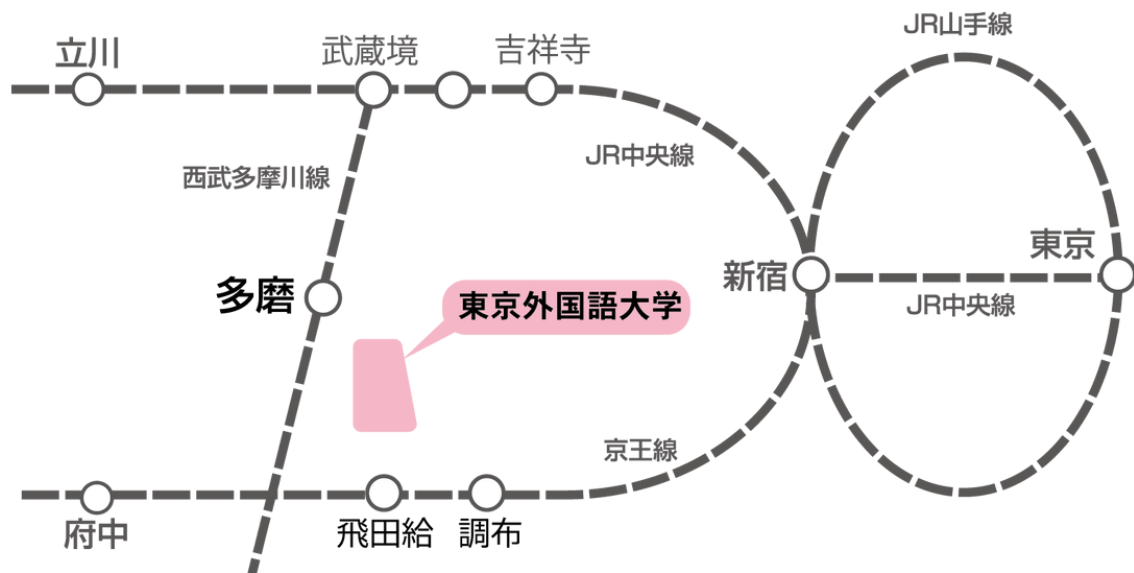 JR山手線
立川
武蔵境
吉祥寺
JR中央線
西武多摩川線
東京
新宿
多磨
東京外国語大学
JR中央線
京王線
府中
飛田給
調布